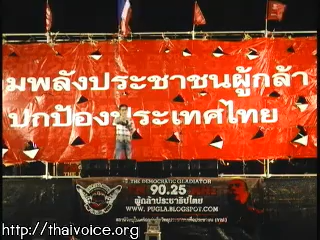 มพลังประชาชนผู้กล้า
ปกป้องประเทศไทย
THE DEMOCRATIC GLADIATOR
90.25
ผู้กล้าประชาธิปไตย
WWW.PUGLA.BLOGSPOT.COM
http://thaivoice.org